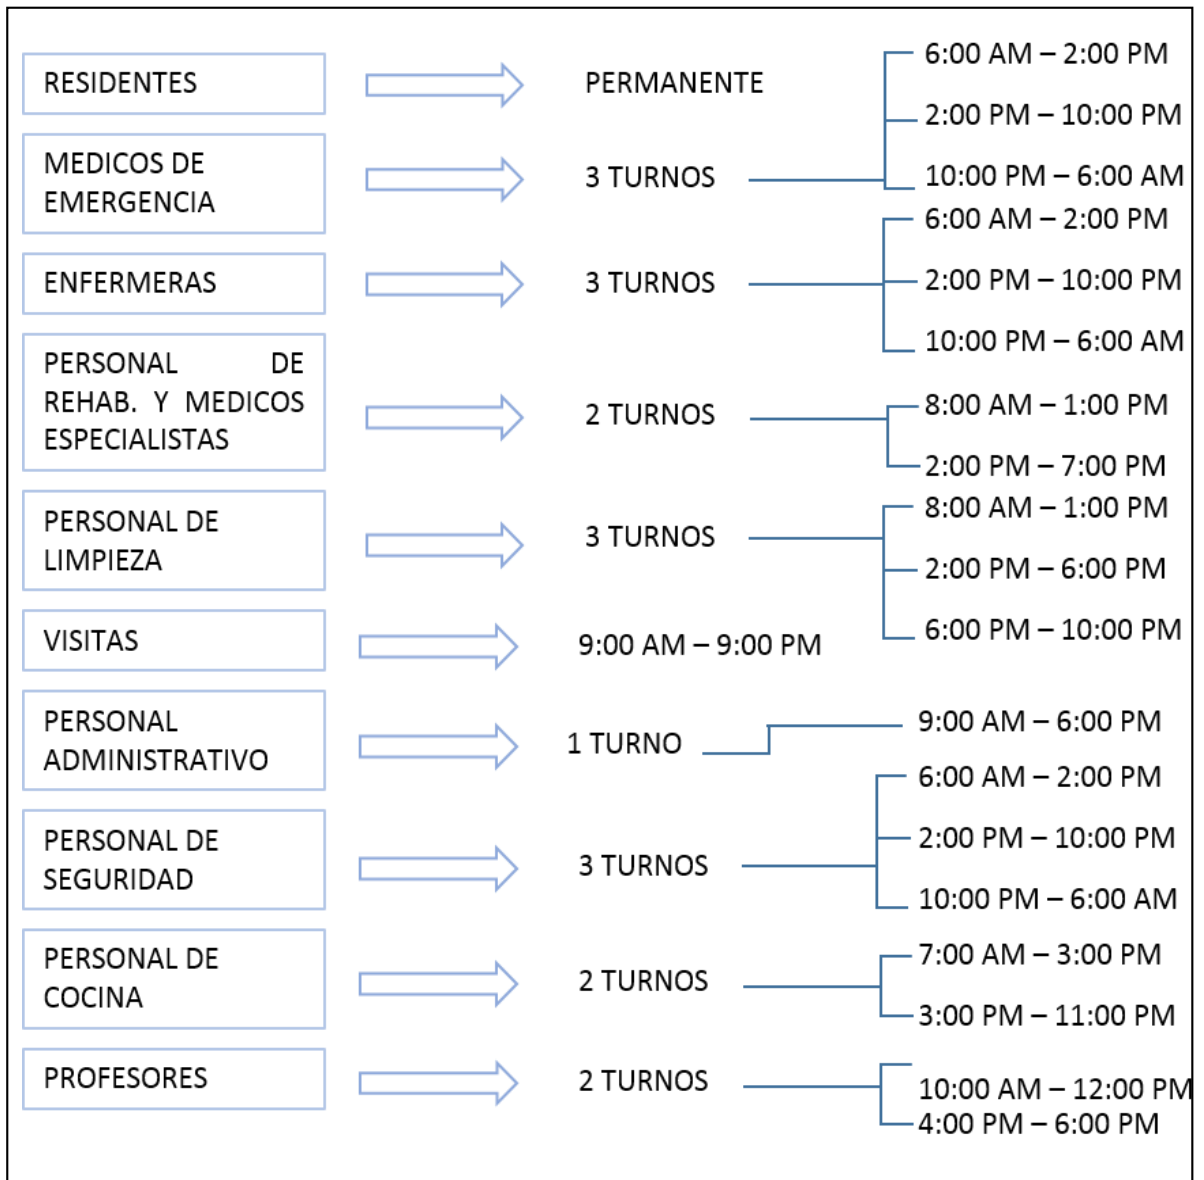 RESIDENTES
PERMANENTE
6:00 AM – 2:00 PM
2:00 PM – 10:00 PM
10:00 PM – 6:00 AM
MEDICOS DE
EMERGENCIA
3 TURNOS
ENFERMERAS
3 TURNOS
6:00 AM – 2:00 PM
2:00 PM – 10:00 PM
10:00 PM – 6:00 AM
PERSONAL DE
REHAB. Y MEDICOS
ESPECIALISTAS
2 TURNOS
8:00 AM – 1:00 PM
2:00 PM – 7:00 PM
PERSONAL DE
LIMPIEZA
3 TURNOS
8:00 AM – 1:00 PM
2:00 PM – 6:00 PM
6:00 PM – 10:00 PM
VISITAS
9:00 AM – 9:00 PM
PERSONAL
ADMINISTRATIVO
1 TURNO
9:00 AM – 6:00 PM
PERSONAL DE
SEGURIDAD
3 TURNOS
6:00 AM – 2:00 PM
2:00 PM – 10:00 PM
10:00 PM – 6:00 AM
PERSONAL DE
COCINA
2 TURNOS
7:00 AM – 3:00 PM
3:00 PM – 11:00 PM
PROFESORES
2 TURNOS
10:00 AM – 12:00 PM
4:00 PM – 6:00 PM